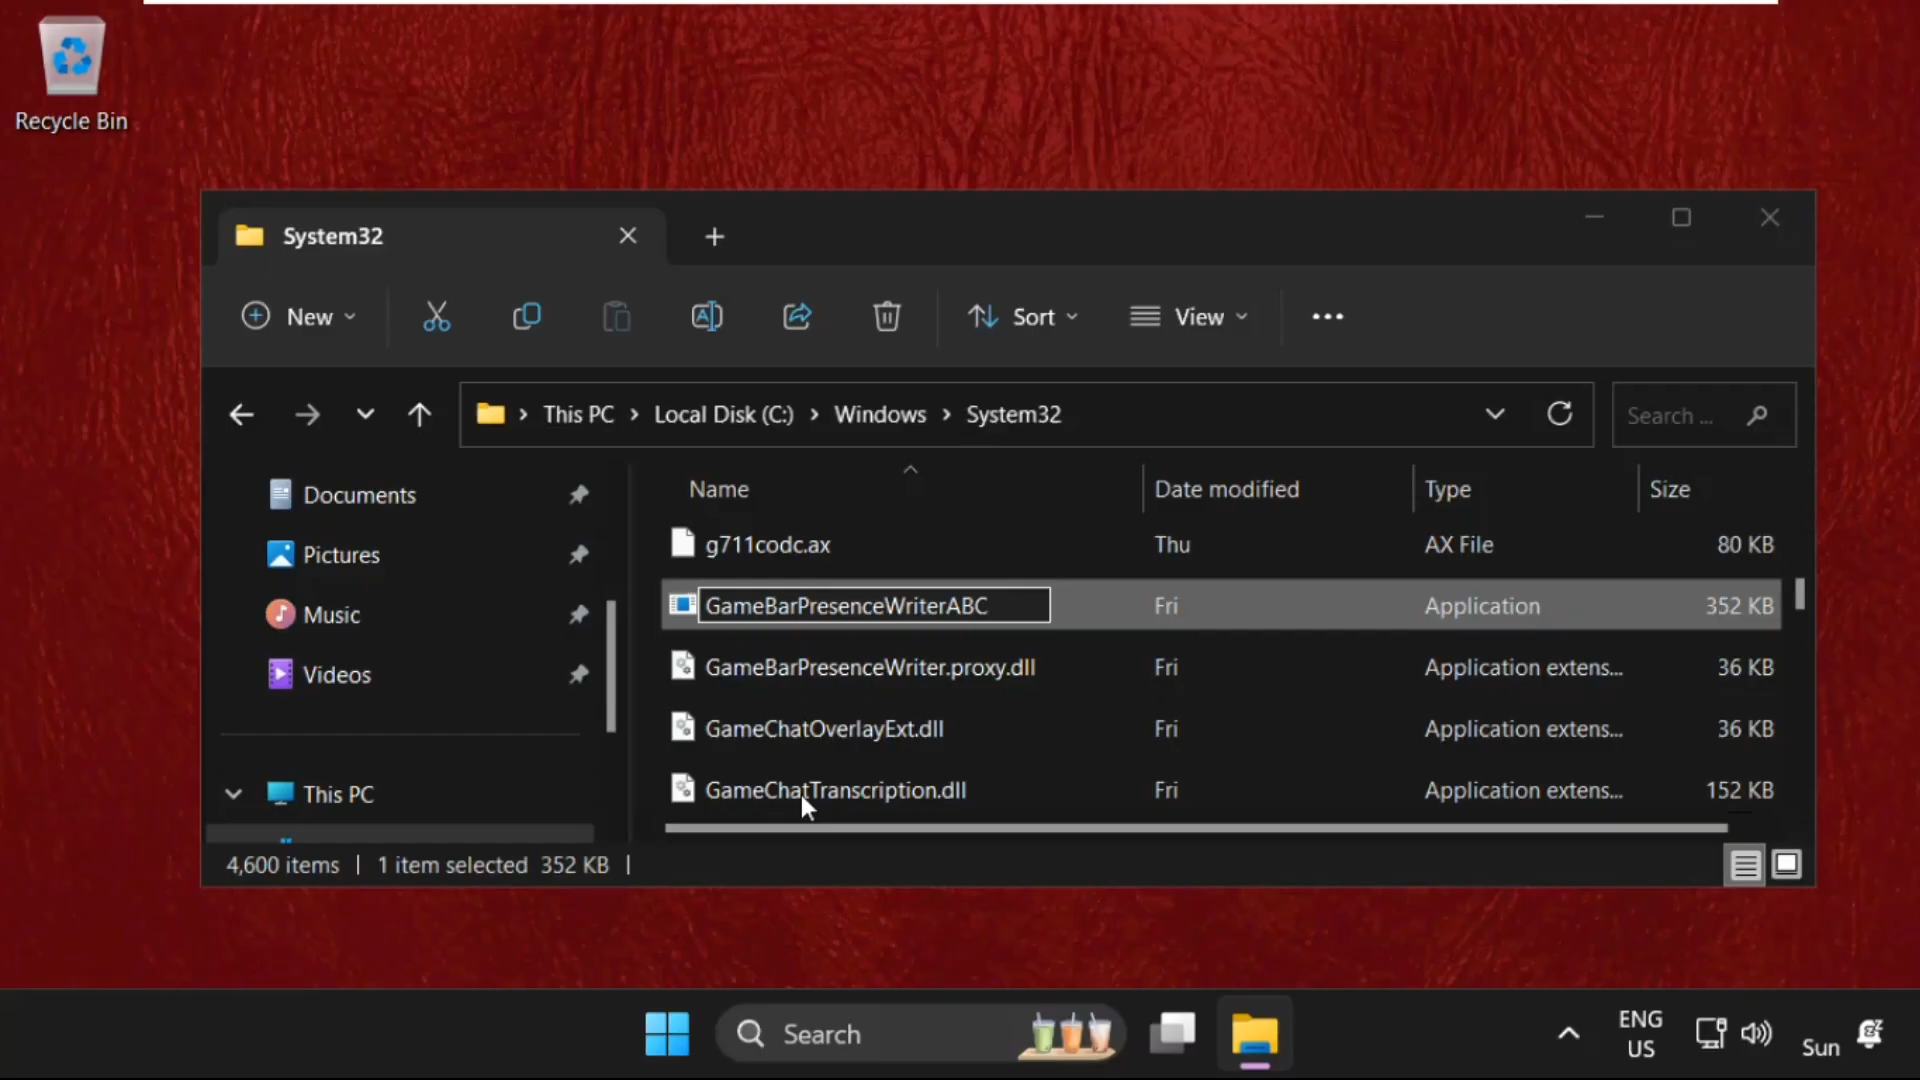 Recycle Bin
System32
New
Sort
View
This PC
Local Disk (C:)
Windows
System32
Search ...
Documents
Pictures
Music
Videos
This PC
Name
Date modified
Type
Size
g711codc.ax
Thu
AX File
80 KB
GameBarPresenceWriterABC
Fri
Application
352 KB
GameBarPresenceWriter.proxy.dll
Fri
Application extens...
36 KB
GameChatOverlayExt.dll
Fri
Application extens...
36 KB
GameChatTranscription.dll
Fri
Application extens...
152 KB
4,600 items
1 item selected 352 KB
Search
ENG
US
Sun